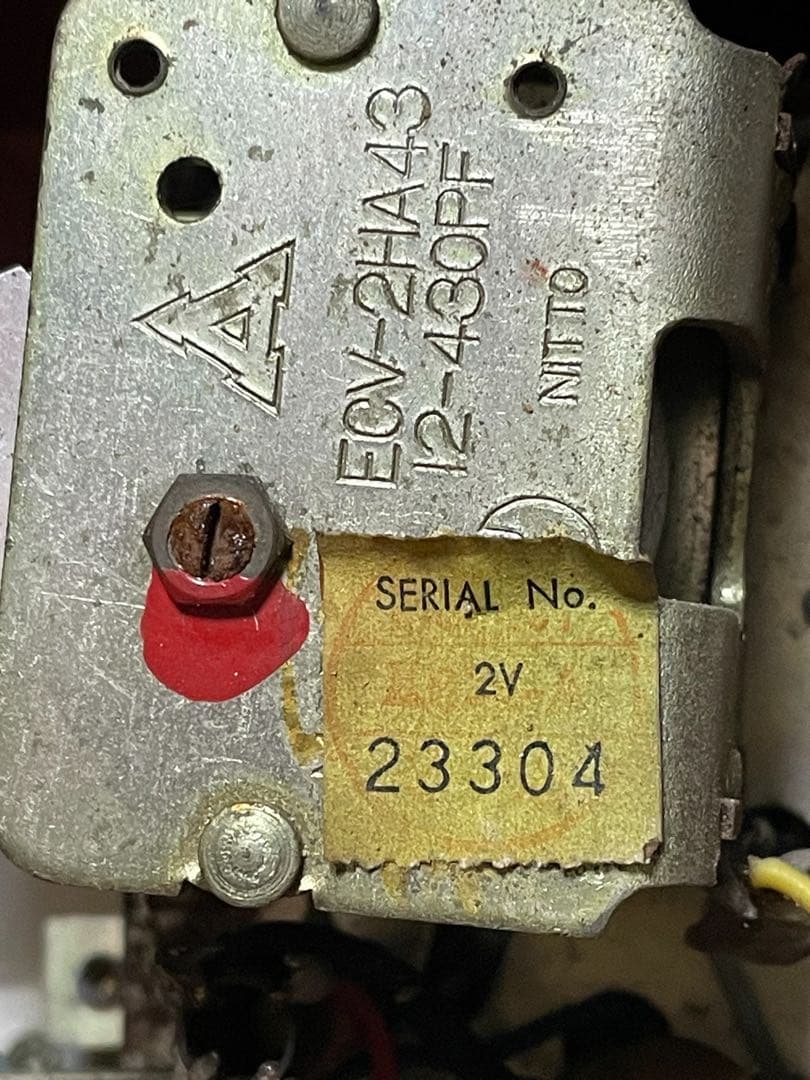 ECV-2HA43
12-430PF
NITTO
SERIAL No.
2V
23304